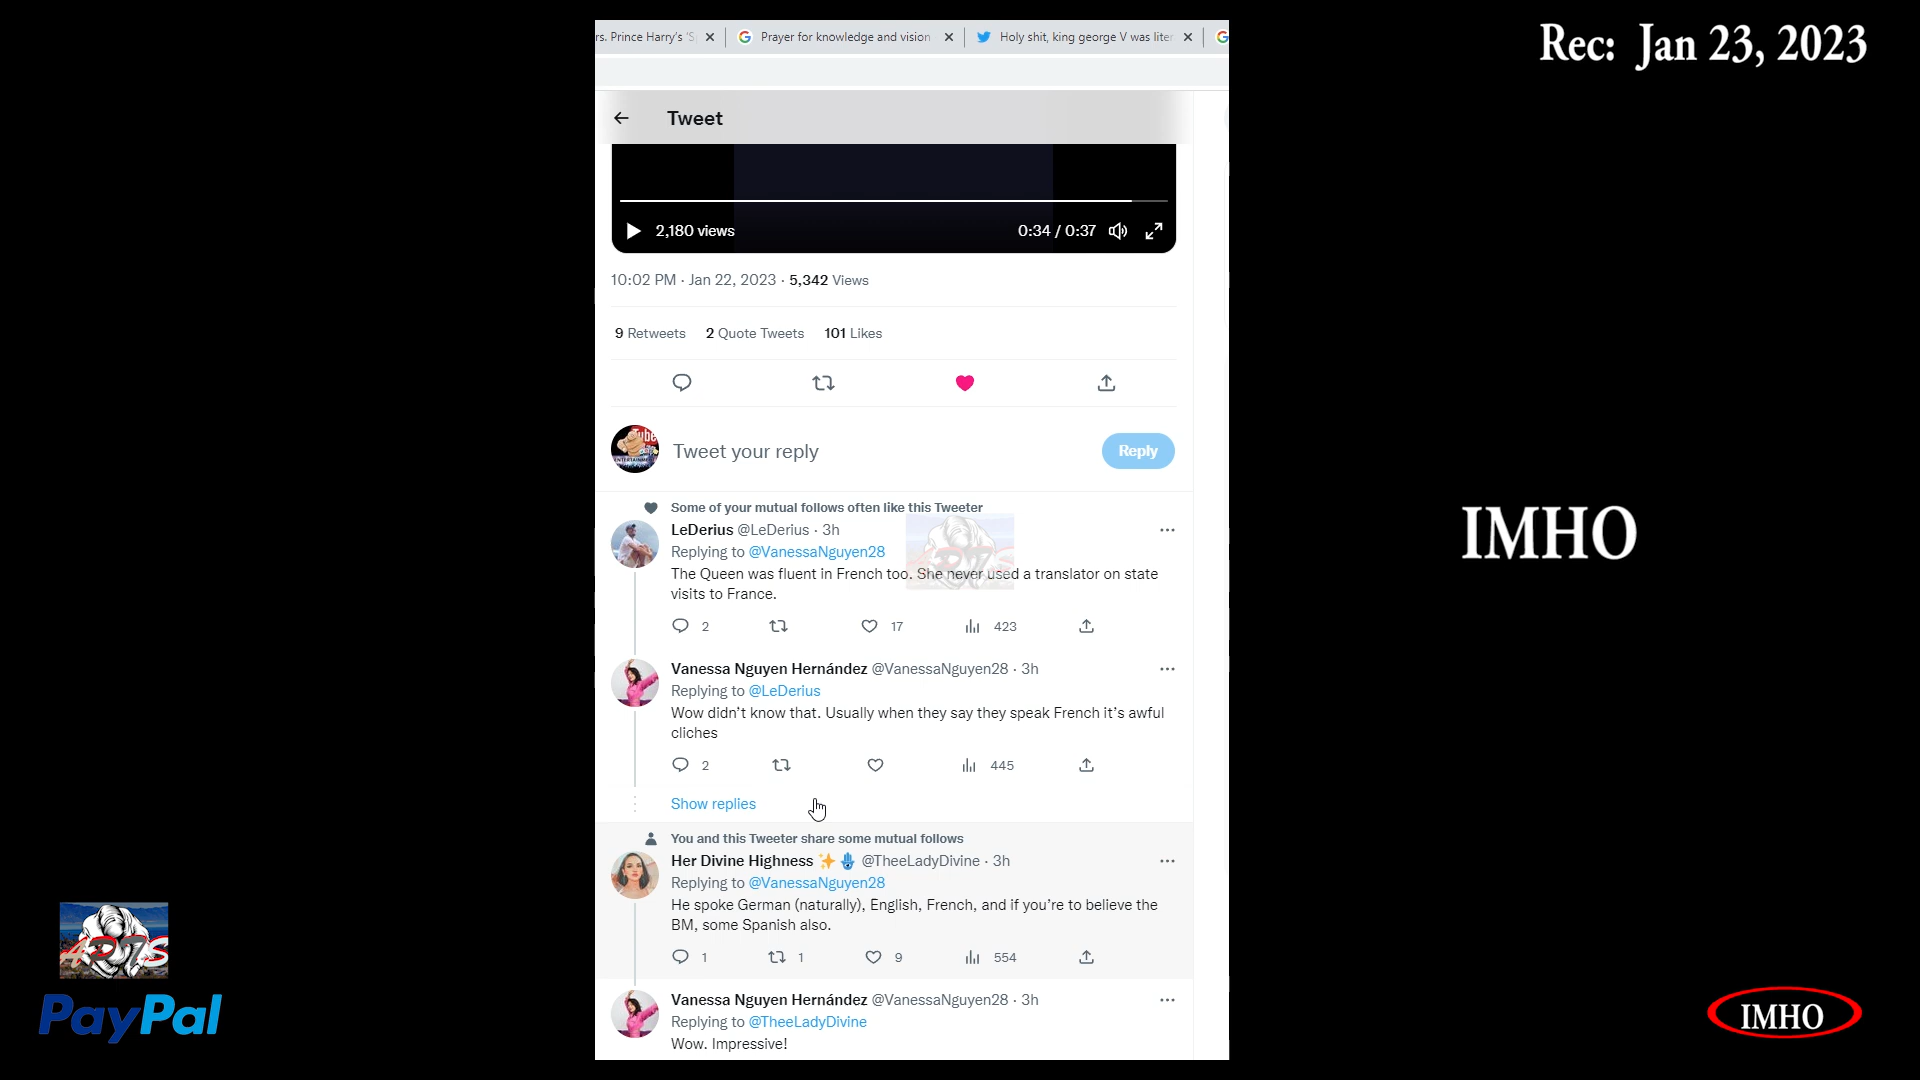 Rec: Jan 23, 2023
rs. Prince Harry's 'S
Prayer for knowledge and vision
Holy shit, king george V was liter
Tweet
2,180 views
0:34 / 0:37
10:02 PM · Jan 22, 2023 · 5,342 Views
9 Retweets 2 Quote Tweets 101 Likes
Tweet your reply
Reply
Some of your mutual follows often like this Tweeter
LeDerius @LeDerius · 3h
Replying to @VanessaNguyen28
The Queen was fluent in French too. She never used a translator on state
visits to France.
2 17 423
Vanessa Nguyen Hernández @VanessaNguyen28 · 3h
Replying to @LeDerius
Wow didn't know that. Usually when they say they speak French it's awful
cliches
2 445
Show replies
You and this Tweeter share some mutual follows
Her Divine Highness @TheeLadyDivine · 3h
Replying to @VanessaNguyen28
He spoke German (naturally), English, French, and if you're to believe the
BM, some Spanish also.
1 1 9 554
Vanessa Nguyen Hernández @VanessaNguyen28 · 3h
Replying to @TheeLadyDivine
Wow. Impressive!
IMHO
PayPal
IMHO